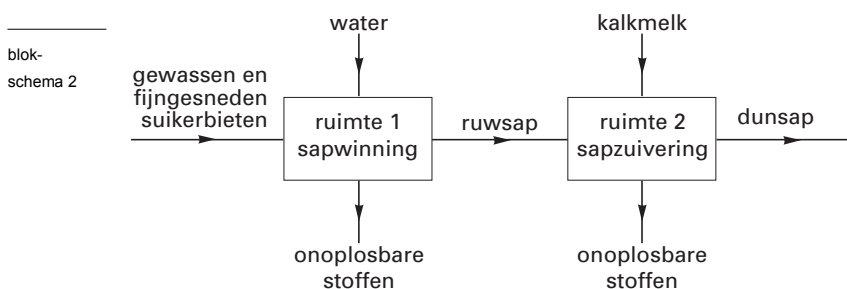 blok-
schema 2
gewassen en
fijngesneden
suikerbieten
water
ruimte 1
sapwinning
onoplosbare
stoffen
ruwsap
kalkmelk
ruimte 2
sapzuivering
onoplosbare
stoffen
dunsap